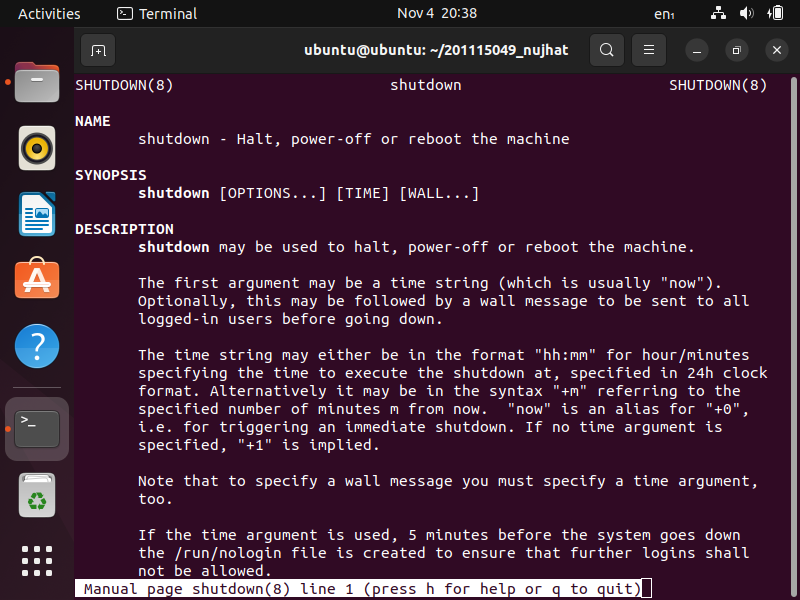 Activities Terminal Nov 4 20:38 en₁
ubuntu@ubuntu: ~/201115049_nujhat
SHUTDOWN(8) shutdown SHUTDOWN(8)
NAME
shutdown - Halt, power-off or reboot the machine
SYNOPSIS
shutdown [OPTIONS...] [TIME] [WALL...]
DESCRIPTION
shutdown may be used to halt, power-off or reboot the machine.
The first argument may be a time string (which is usually "now").
Optionally, this may be followed by a wall message to be sent to all
logged-in users before going down.
The time string may either be in the format "hh:mm" for hour/minutes
specifying the time to execute the shutdown at, specified in 24h clock
format. Alternatively it may be in the syntax "+m" referring to the
specified number of minutes m from now. "now" is an alias for "+0",
i.e. for triggering an immediate shutdown. If no time argument is
specified, "+1" is implied.
Note that to specify a wall message you must specify a time argument,
too.
If the time argument is used, 5 minutes before the system goes down
the /run/nologin file is created to ensure that further logins shall
not be allowed.
Manual page shutdown(8) line 1 (press h for help or q to quit)